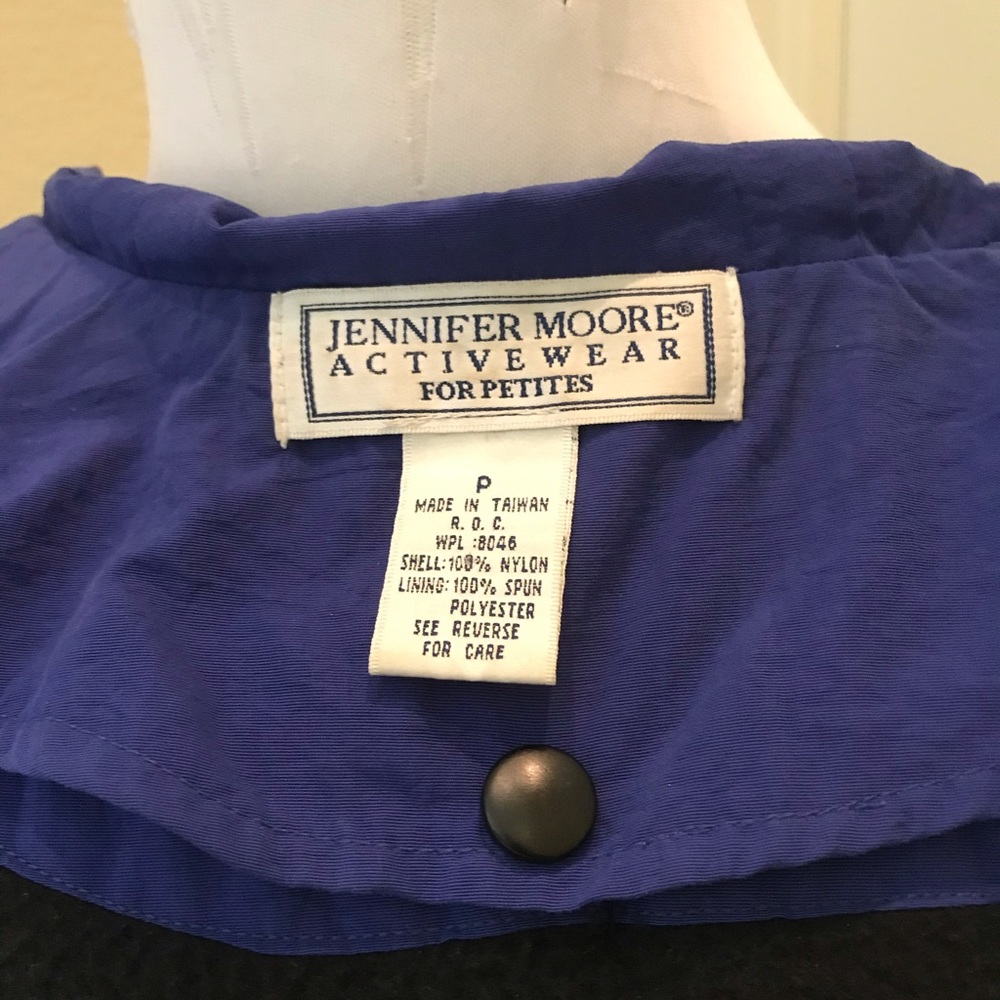 JENNIFER MOORE®
ACTIVEWEAR
FOR PETITES
P
MADE IN TAIWAN
R. O. C.
WPL :8046
SHELL:100% NYLON
LINING:100% SPUN
POLYESTER
SEE REVERSE
FOR CARE